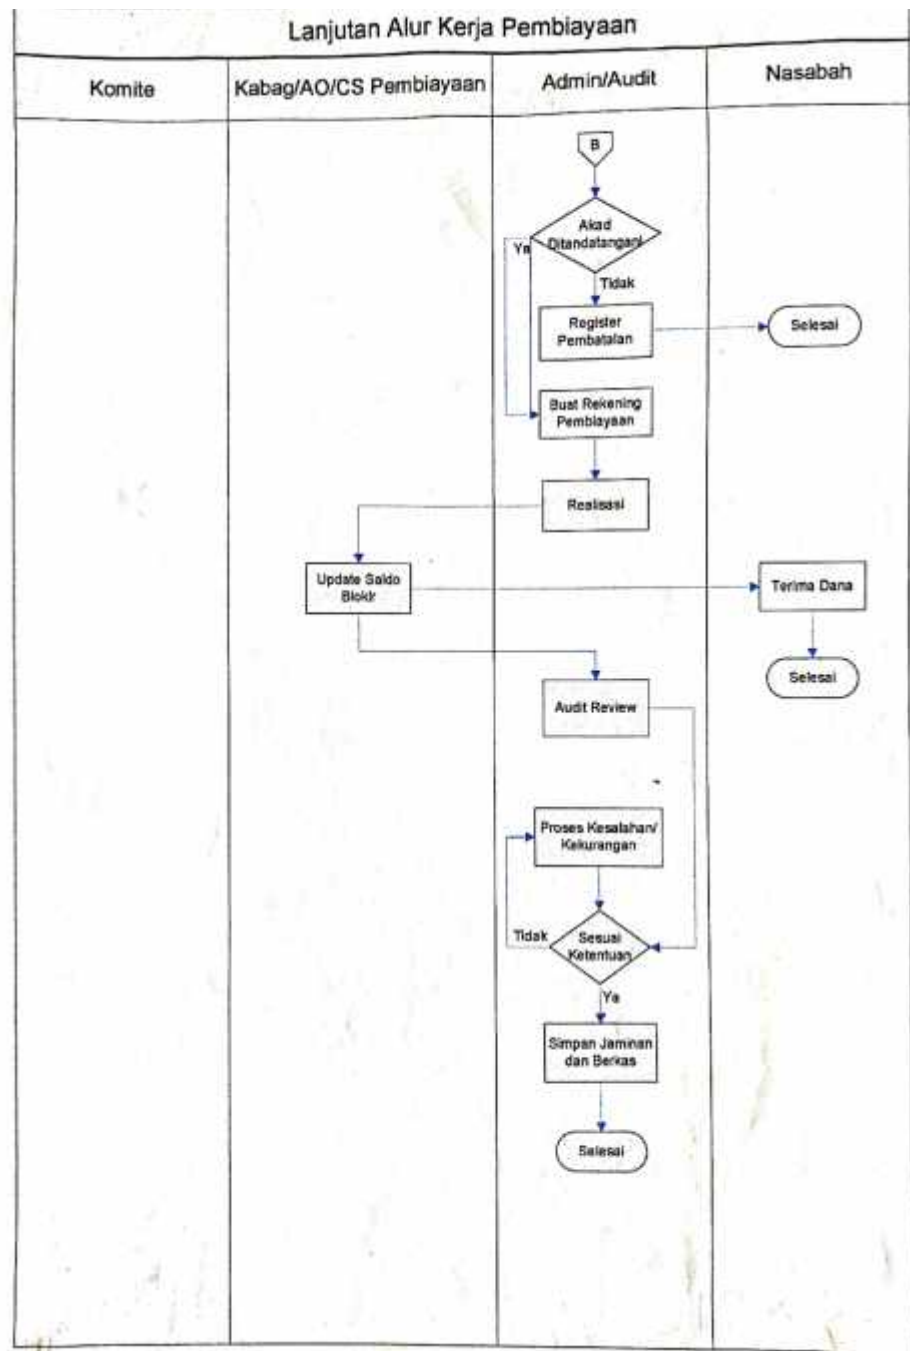 Lanjutan Alur Kerja Pembiayaan
Komite
Kabag/AO/CS Pembiayaan
Admin/Audit
Nasabah
B
Akad
Ditandatangani
Ya
Tidak
Register
Pembatalan
Selesai
Buat Rekening
Pembiayaan
Realisasi
Update Saldo
Blokir
Terima Dana
Selesai
Audit Review
Proses Kesalahan/
Kekurangan
Tidak
Sesuai
Ketentuan
Ya
Simpan Jaminan
dan Berkas
Selesai